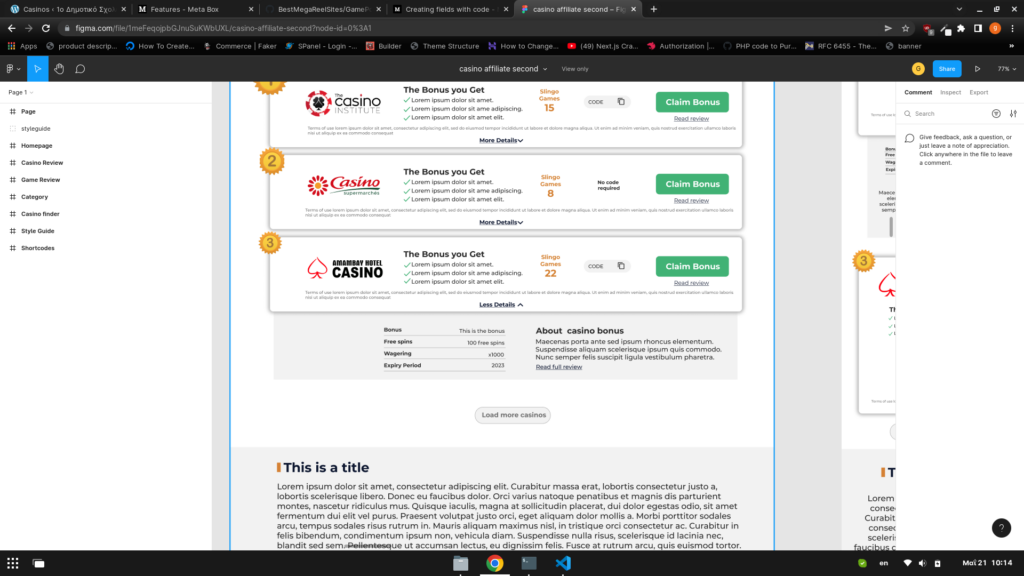 Casinos ‹ 1ο Δημοτικό Σχολ
Features - Meta Box
BestMegaReelSites/GameR
Creating fields with code -
casino affiliate second – Fig
figma.com/file/1meFeqojpbGJnuSuKWbUXL/casino-affiliate-second?node-id=0%3A1
Apps
product descrip...
How To Create...
Commerce | Faker
SPanel - Login -...
Builder
Theme Structure
How to Change...
(49) Next.js Cra...
Authorization |...
PHP code to Pur...
RFC 6455 - The...
banner
casino affiliate second
View only
G
Share
77%
Page 1
Page
styleguide
Homepage
Casino Review
Game Review
Category
Casino finder
Style Guide
Shortcodes
The casino INSTITUTE
The Bonus you Get
Lorem ipsum dolor sit amet.
Lorem ipsum dolor sit ame adipiscing.
Lorem ipsum dolor sit amet elit.
Slingo
Games
15
CODE
Claim Bonus
Read review
Terms of use lorem ipsum dolor sit amet, consectetur adipiscing elit, sed do eiusmod tempor incididunt ut labore et dolore magna aliqua. Ut enim ad minim veniam, quis nostrud exercitation ullamco laboris
nisi ut aliquip ex ea commodo consequat
More Details
2
Casino
supermarchés
The Bonus you Get
Lorem ipsum dolor sit amet.
Lorem ipsum dolor sit ame adipiscing.
Lorem ipsum dolor sit amet elit.
Slingo
Games
8
No code
required
Claim Bonus
Read review
Terms of use lorem ipsum dolor sit amet, consectetur adipiscing elit, sed do eiusmod tempor incididunt ut labore et dolore magna aliqua. Ut enim ad minim veniam, quis nostrud exercitation ullamco laboris
nisi ut aliquip ex ea commodo consequat
More Details
3
AMAMBAY HOTEL
CASINO
The Bonus you Get
Lorem ipsum dolor sit amet.
Lorem ipsum dolor sit ame adipiscing.
Lorem ipsum dolor sit amet elit.
Slingo
Games
22
CODE
Claim Bonus
Read review
Terms of use lorem ipsum dolor sit amet, consectetur adipiscing elit, sed do eiusmod tempor incididunt ut labore et dolore magna aliqua. Ut enim ad minim veniam, quis nostrud exercitation ullamco laboris
nisi ut aliquip ex ea commodo consequat
Less Details
Bonus This is the bonus
Free spins 100 free spins
Wagering x1000
Expiry Period 2023
About casino bonus
Maecenas porta ante sed ipsum rhoncus elementum.
Suspendisse aliquam scelerisque ipsum quis commodo.
Nunc semper felis suscipit ligula vestibulum pharetra.
Read full review
Load more casinos
This is a title
Lorem ipsum dolor sit amet, consectetur adipiscing elit. Curabitur massa erat, lobortis consectetur justo a,
lobortis scelerisque libero. Donec eu faucibus dolor. Orci varius natoque penatibus et magnis dis parturient
montes, nascetur ridiculus mus. Quisque iaculis, magna at sollicitudin placerat, dui dolor egestas odio, sit amet
fermentum dui elit vel purus. Praesent volutpat justo orci, eget aliquam dolor mollis a. Morbi porttitor sodales
arcu, tempus sodales risus rutrum in. Mauris aliquam maximus nisl, in tristique orci consectetur ac. Curabitur in
felis bibendum, condimentum ipsum non, vehicula diam. Suspendisse nulla risus, scelerisque id lacinia nec,
blandit sed sem. Pellentesque ut accumsan lectus, eu dignissim felis. Fusce at rutrum arcu, quis euismod tortor.
3
Lorem
conse
Curabitur
conse
faucibus c
Comment
Inspect
Export
Search
Give feedback, ask a question, or
just leave a note of appreciation.
Click anywhere in the file to leave
a comment.
?
en
Μαΐ 21 10:14